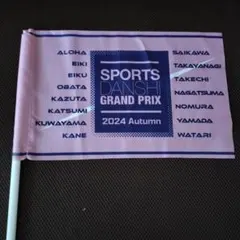 ALOHA
EIKI
EIKU
OBATA
KAZUTA
KATSUMI
KUWAYAMA
KANE
SPORTS
DANSHI
GRAND PRIX
2024 Autumn
SAIKAWA
TAKAYANAGI
TAKECHI
NAGATSUMA
NOMURA
YAMADA
WATARI